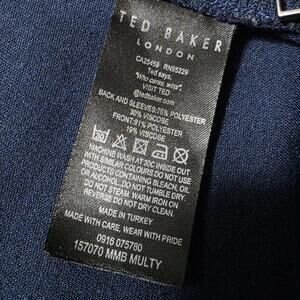 TED BAKER
LONDON
CA25459 RN95229
Ted says,
"Who cares, wins"
VISIT TED
@tedbaker.com
BACK AND SLEEVES:70% POLYESTER
30% VISCOSE
FRONT:81% POLYESTER
19% VISCOSE
MACHINE WASH AT 30C INSIDE OUT
WITH SIMILAR COLOURS DO NOT USE
PRODUCTS CONTAINING BLEACH, OIL
OR ALCOHOL.DO NOT TUMBLE DRY.
DO NOT STEAM. WARM IRON ON
REVERSE DO NOT DRY CLEAN.
MADE IN TURKEY
MADE WITH CARE, WEAR WITH PRIDE
0916 075780
157070 MMB MULTY